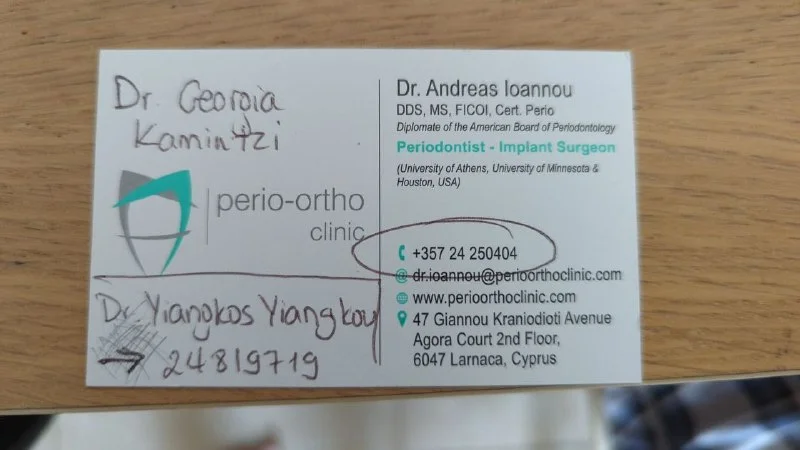 Dr. Georgia
Kamintzi
perio-ortho
clinic
Dr. Yiangkos Yiangkou
→ 24819719
Dr. Andreas Ioannou
DDS, MS, FICOI, Cert. Perio
Diplomate of the American Board of Periodontology
Periodontist - Implant Surgeon
(University of Athens, University of Minnesota &
Houston, USA)
+357 24 250404
dr.ioannou@perioorthoclinic.com
www.perioorthoclinic.com
47 Giannou Kraniodioti Avenue
Agora Court 2nd Floor,
6047 Larnaca, Cyprus